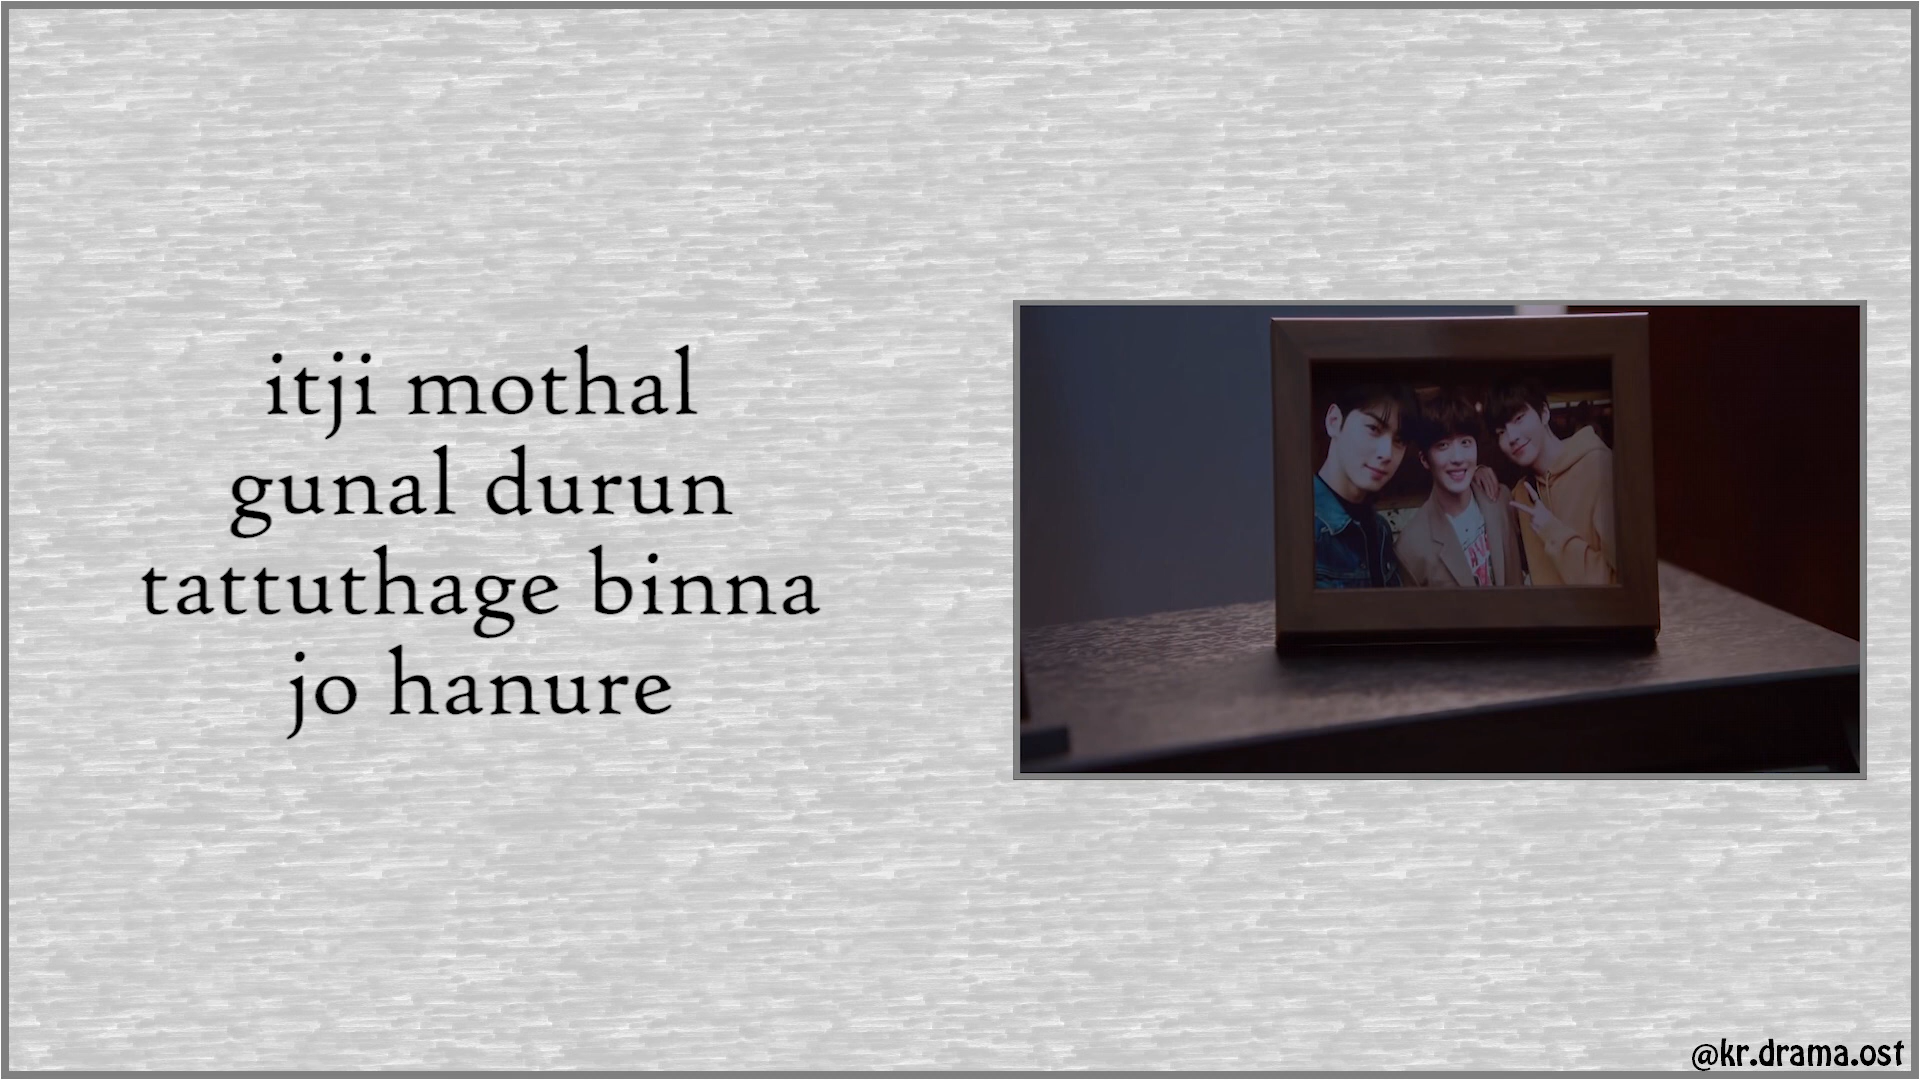 itji mothal
gunal durun
tattuthage binna
jo hanure
@kr.drama.ost